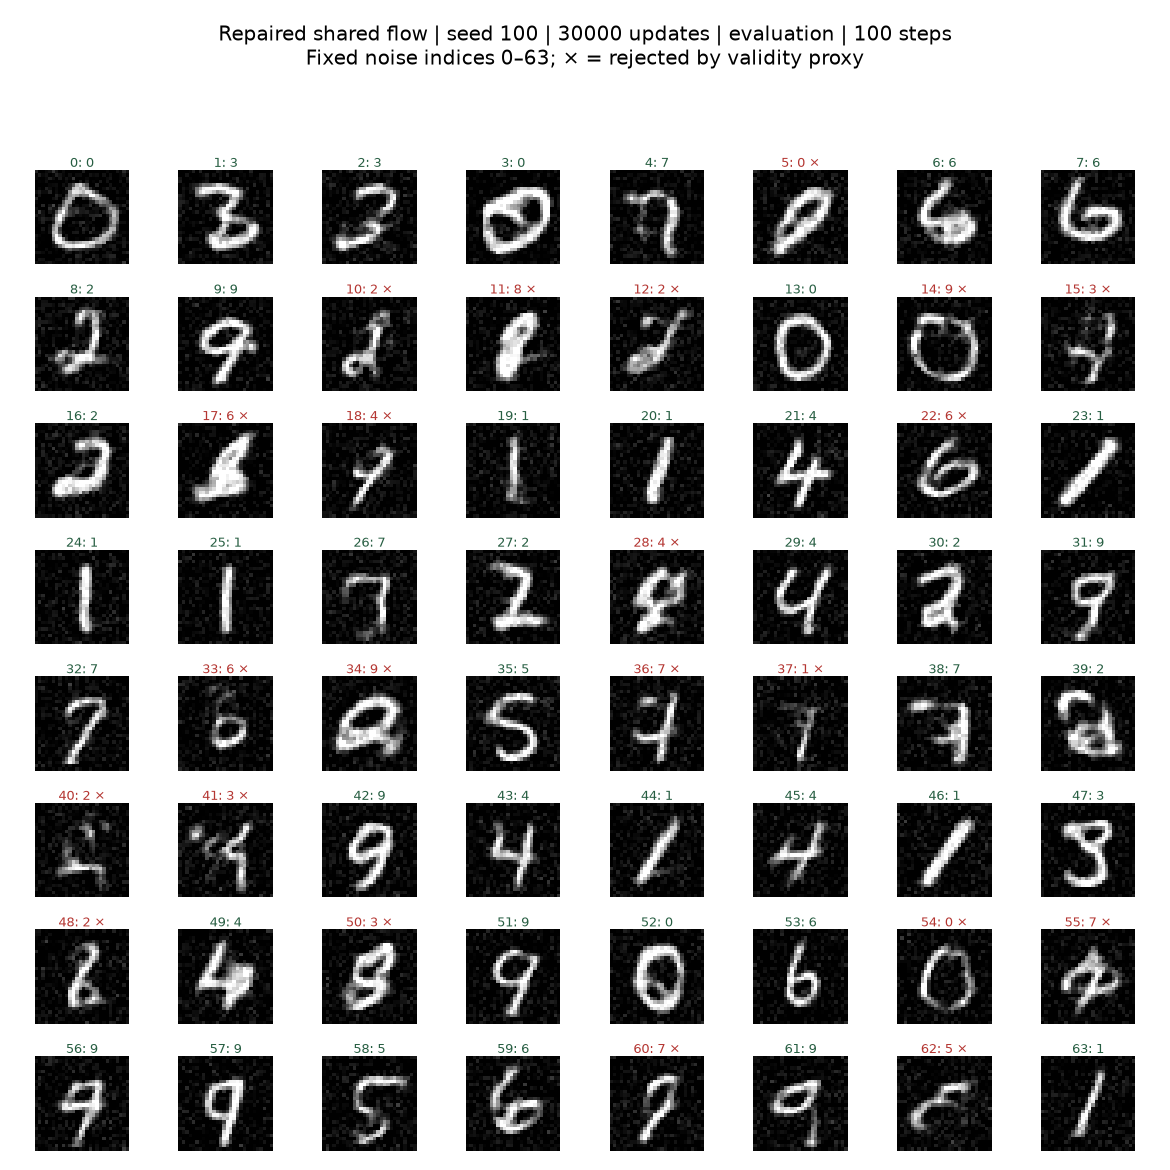 Repaired shared flow | seed 100 | 30000 updates | evaluation | 100 steps
Fixed noise indices 0–63; × = rejected by validity proxy
0: 0 1: 3 2: 3 3: 0 4: 7 5: 0 × 6: 6 7: 6
8: 2 9: 9 10: 2 × 11: 8 × 12: 2 × 13: 0 14: 9 × 15: 3 ×
16: 2 17: 6 × 18: 4 × 19: 1 20: 1 21: 4 22: 6 × 23: 1
24: 1 25: 1 26: 7 27: 2 28: 4 × 29: 4 30: 2 31: 9
32: 7 33: 6 × 34: 9 × 35: 5 36: 7 × 37: 1 × 38: 7 39: 2
40: 2 × 41: 3 × 42: 9 43: 4 44: 1 45: 4 46: 1 47: 3
48: 2 × 49: 4 50: 3 × 51: 9 52: 0 53: 6 54: 0 × 55: 7 ×
56: 9 57: 9 58: 5 59: 6 60: 7 × 61: 9 62: 5 × 63: 1